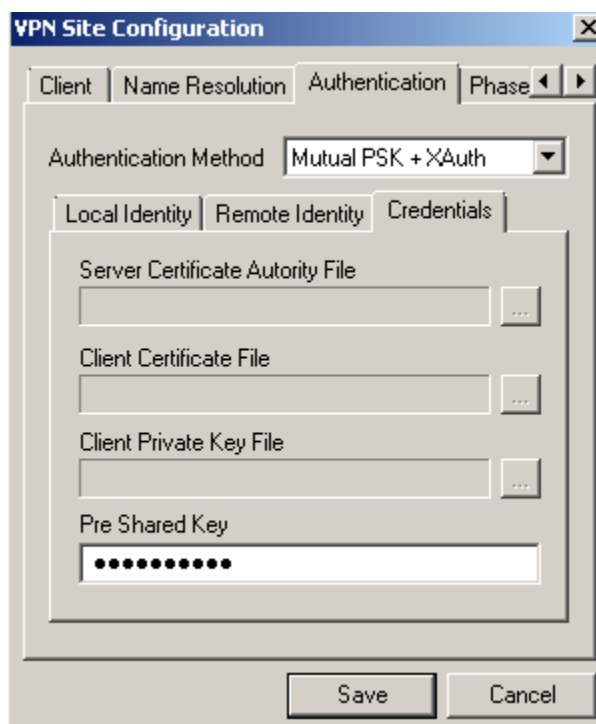 VPN Site Configuration
Client Name Resolution Authentication Phase
Authentication Method Mutual PSK + XAuth
Local Identity Remote Identity Credentials
Server Certificate Autority File
...
Client Certificate File
...
Client Private Key File
...
Pre Shared Key
●●●●●●●●●●
Save Cancel